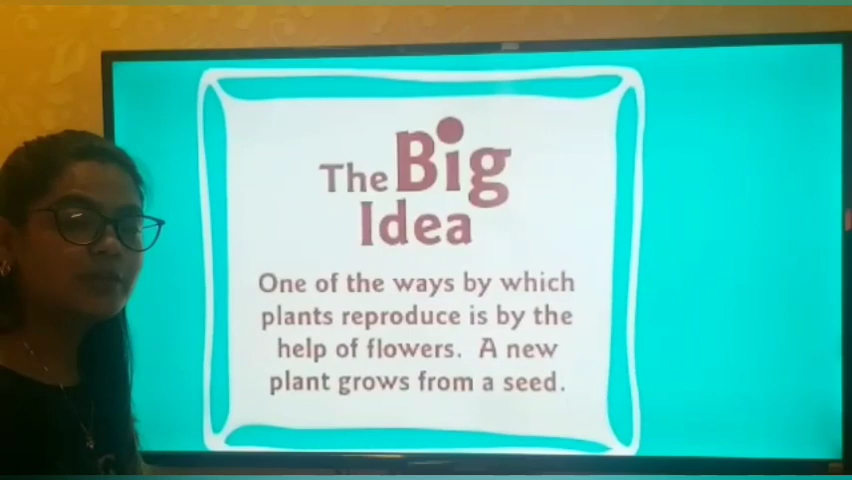 The Big
Idea
One of the ways by which
plants reproduce is by the
help of flowers. A new
plant grows from a seed.